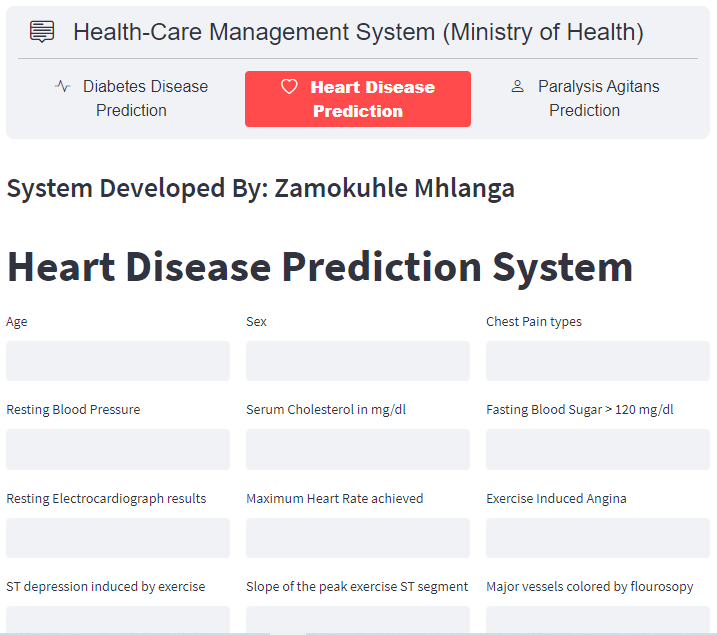 Health-Care Management System (Ministry of Health)
Diabetes Disease
Prediction
Heart Disease
Prediction
Paralysis Agitans
Prediction
System Developed By: Zamokuhle Mhlanga
Heart Disease Prediction System
Age
Sex
Chest Pain types
Resting Blood Pressure
Serum Cholesterol in mg/dl
Fasting Blood Sugar > 120 mg/dl
Resting Electrocardiograph results
Maximum Heart Rate achieved
Exercise Induced Angina
ST depression induced by exercise
Slope of the peak exercise ST segment
Major vessels colored by flourosopy